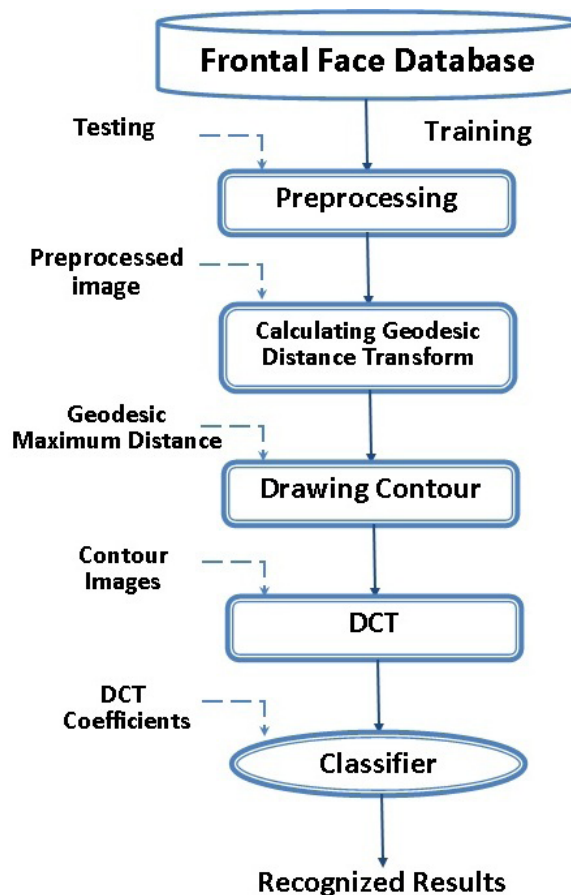 Frontal Face Database
Testing
Training
Preprocessing
Preprocessed
image
Calculating Geodesic
Distance Transform
Geodesic
Maximum Distance
Drawing Contour
Contour
Images
DCT
DCT
Coefficients
Classifier
Recognized Results